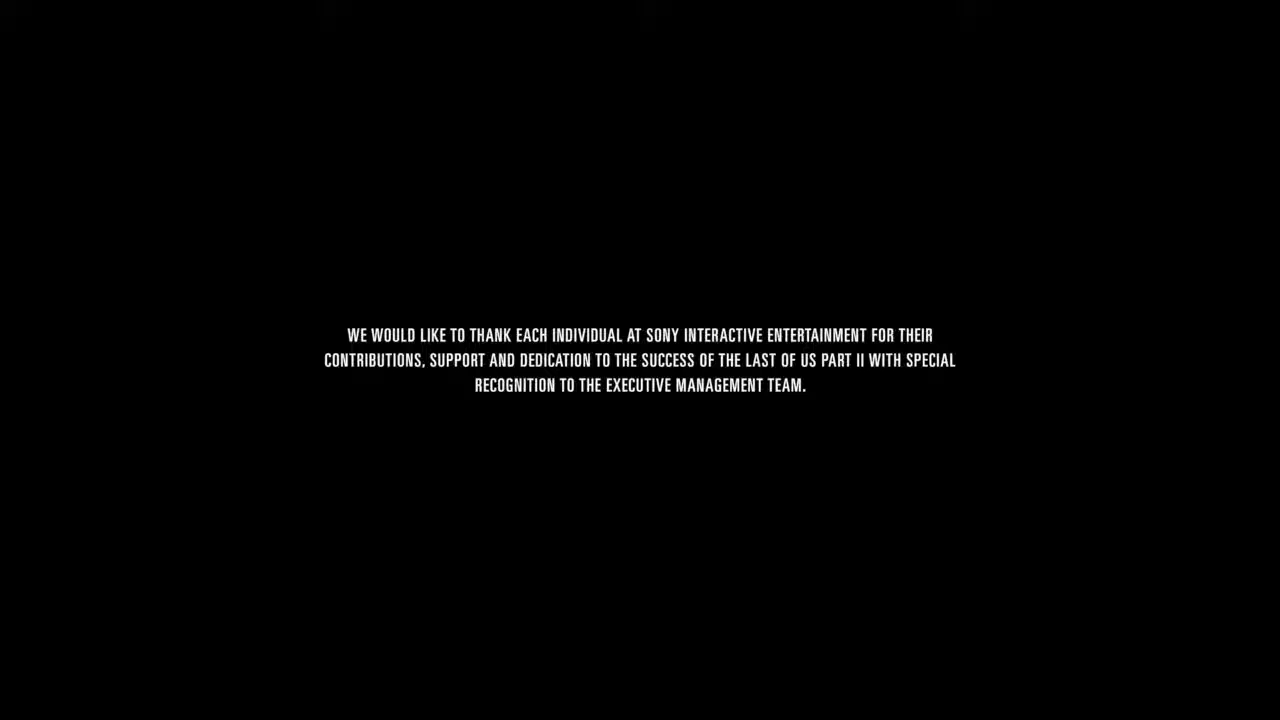 WE WOULD LIKE TO THANK EACH INDIVIDUAL AT SONY INTERACTIVE ENTERTAINMENT FOR THEIR
CONTRIBUTIONS, SUPPORT AND DEDICATION TO THE SUCCESS OF THE LAST OF US PART II WITH SPECIAL
RECOGNITION TO THE EXECUTIVE MANAGEMENT TEAM.